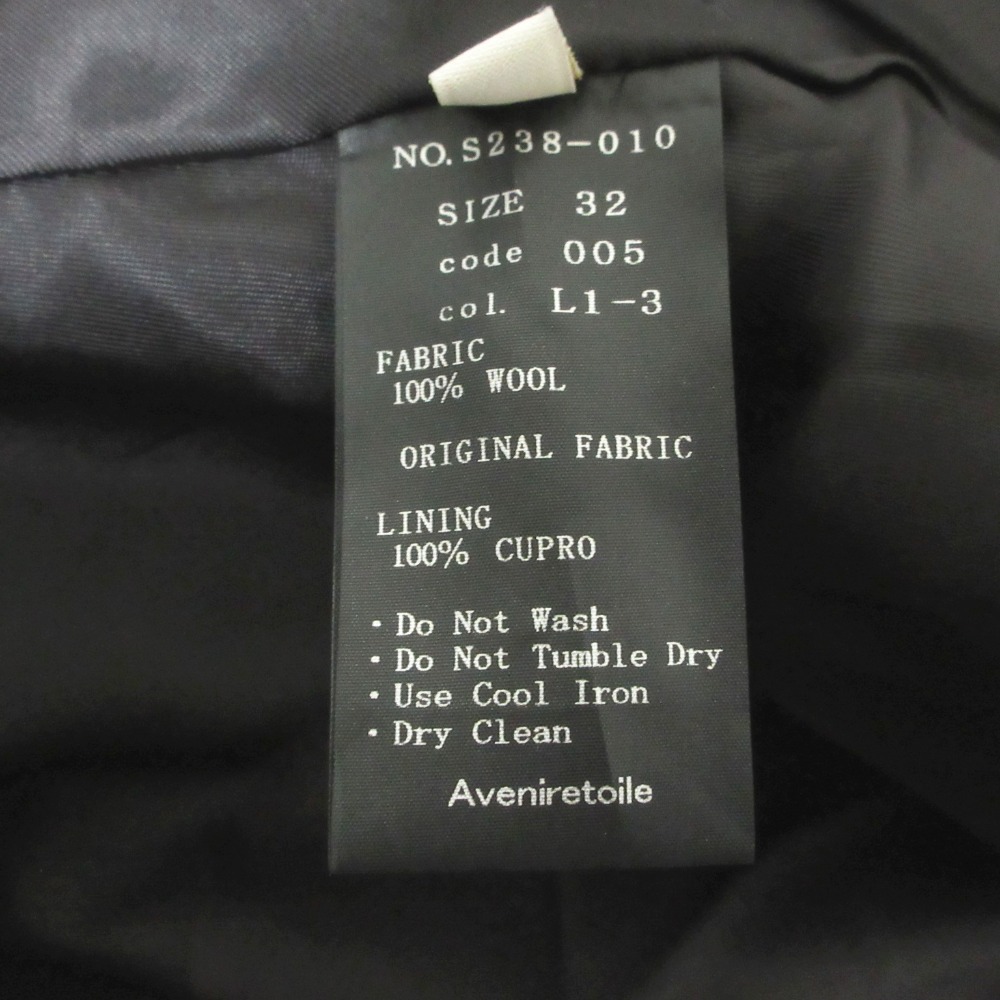 NO.S238-010
SIZE 32
code 005
col. L1-3
FABRIC
100% WOOL
ORIGINAL FABRIC
LINING
100% CUPRO
・Do Not Wash
・Do Not Tumble Dry
・Use Cool Iron
・Dry Clean
Aveniretoile